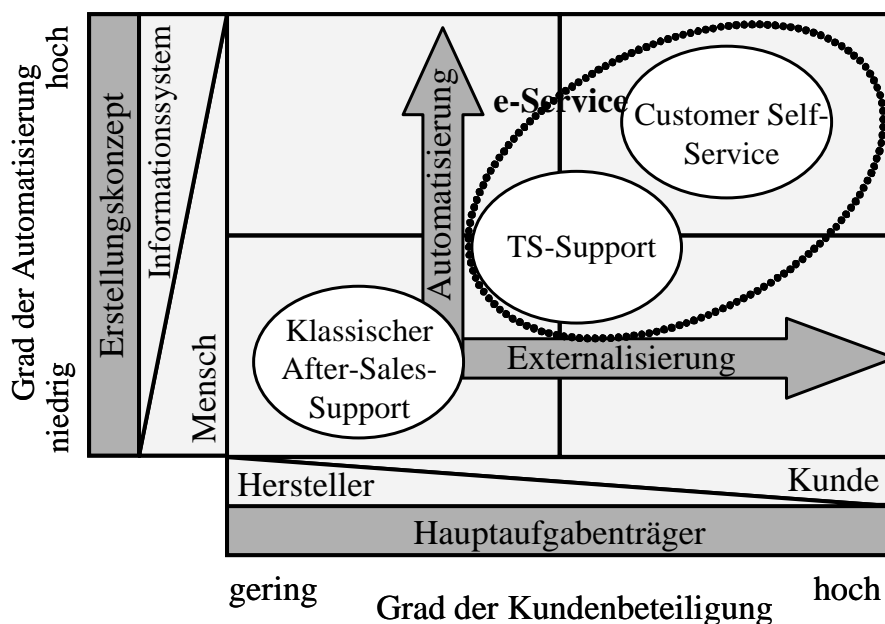 Grad der Automatisierung
hoch
niedrig
Erstellungskonzept
Informationssystem
Mensch
Automatisierung
e-Service
Customer Self-
Service
TS-Support
Klassischer
After-Sales-
Support
Externalisierung
Hersteller
Kunde
Hauptaufgabenträger
gering
hoch
Grad der Kundenbeteiligung